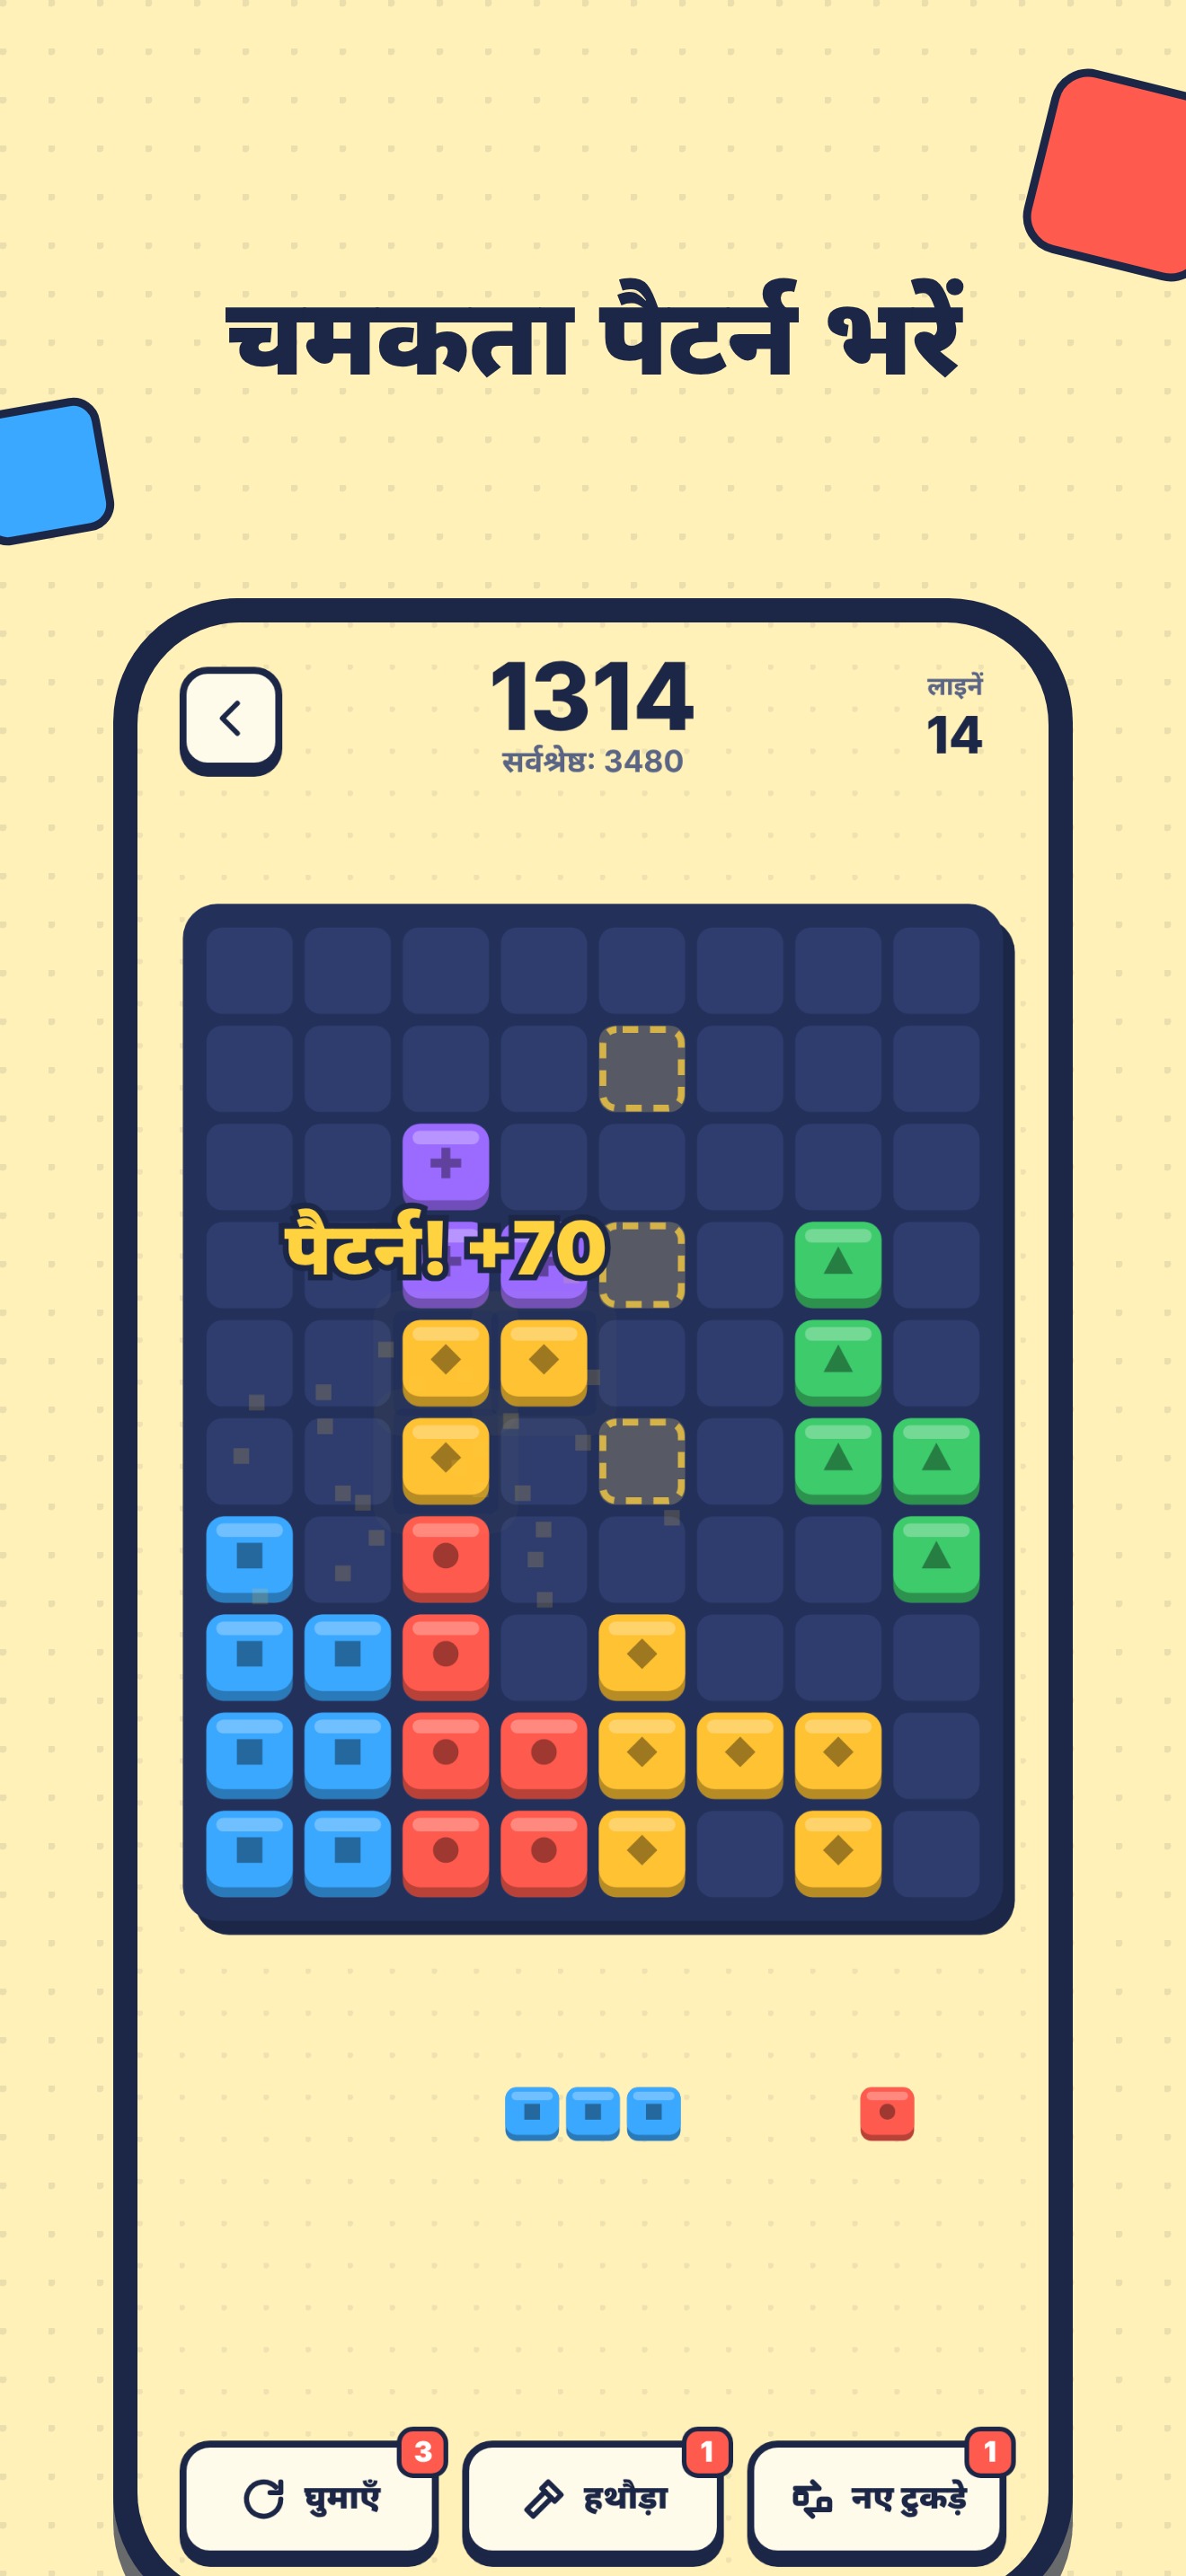 चमकता पैटर्न भरें
1314
सर्वश्रेष्ठ: 3480
लाइनें
14
पैटर्न! +70
3
घुमाएँ
1
हथौड़ा
1
नए टुकड़े